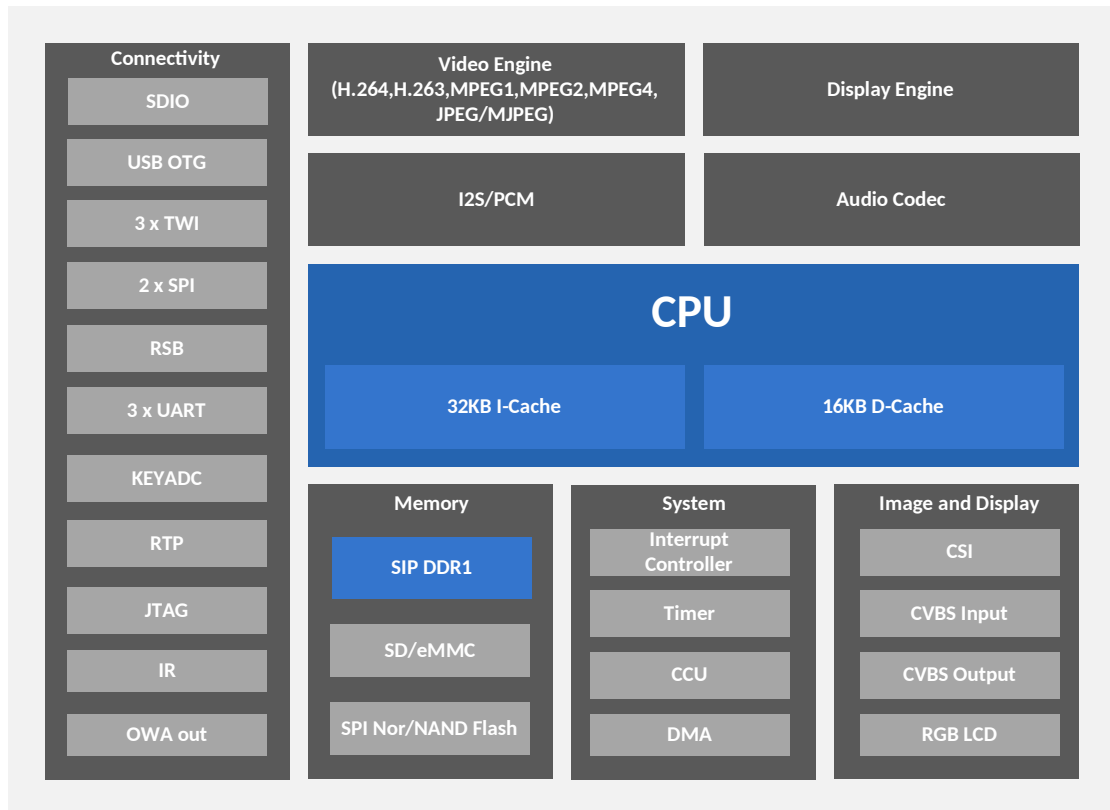 Connectivity
SDIO
USB OTG
3 x TWI
2 x SPI
RSB
3 x UART
KEYADC
RTP
JTAG
IR
OWA out
Video Engine
(H.264,H.263,MPEG1,MPEG2,MPEG4,
JPEG/MJPEG)
Display Engine
I2S/PCM
Audio Codec
CPU
32KB I-Cache
16KB D-Cache
Memory
SIP DDR1
SD/eMMC
SPI Nor/NAND Flash
System
Interrupt
Controller
Timer
CCU
DMA
Image and Display
CSI
CVBS Input
CVBS Output
RGB LCD